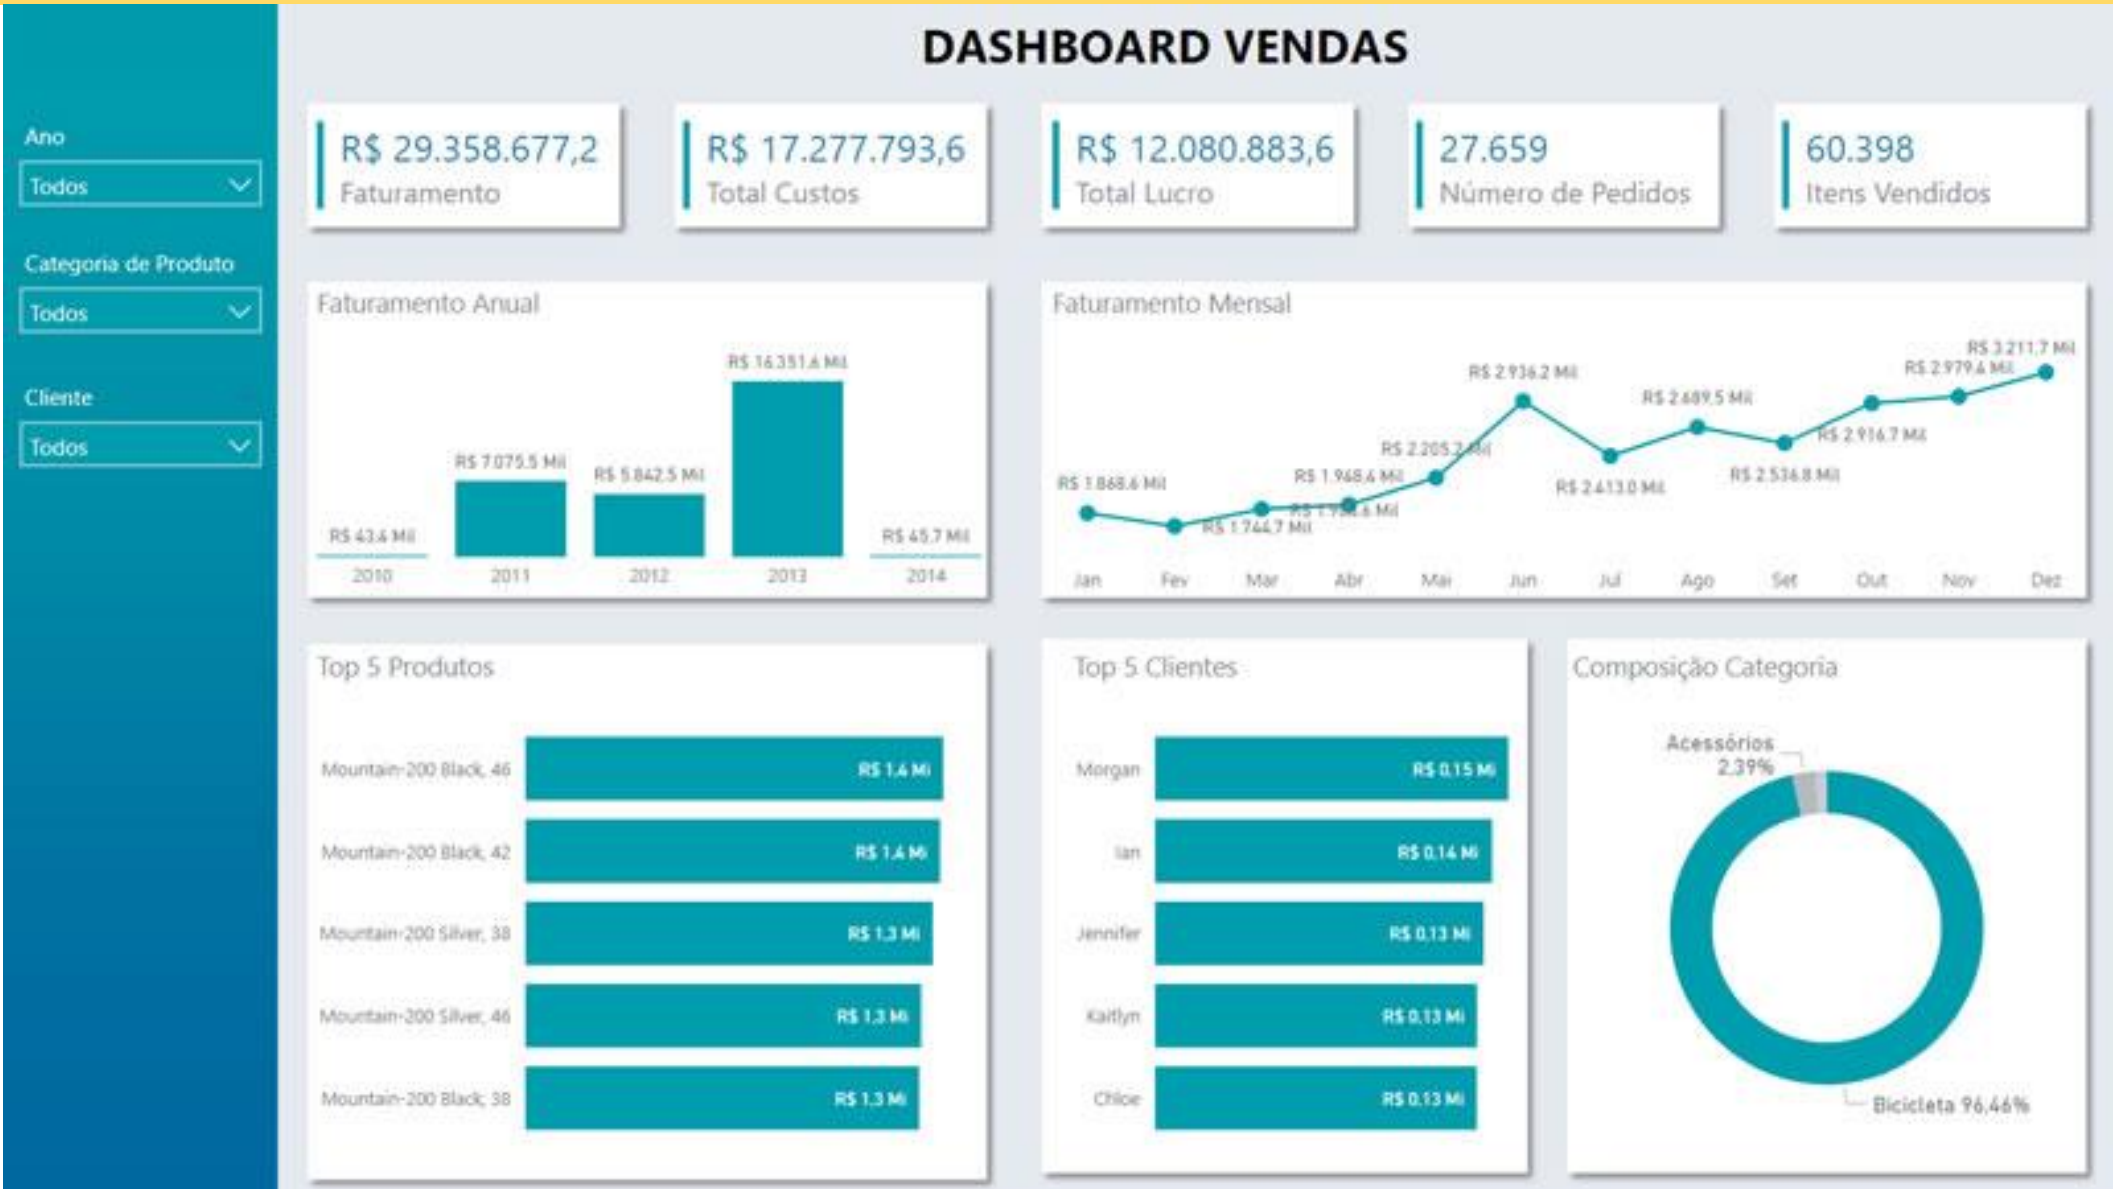 DASHBOARD VENDAS
Ano
Todos
Categoria de Produto
Todos
Cliente
Todos
R$ 29.358.677,2
Faturamento
R$ 17.277.793,6
Total Custos
R$ 12.080.883,6
Total Lucro
27.659
Número de Pedidos
60.398
Itens Vendidos
Faturamento Anual
R$ 43,4 Mil
R$ 7.075,5 Mil
R$ 5.842,5 Mil
R$ 16.351,6 Mil
R$ 45,7 Mil
2010 2011 2012 2013 2014
Faturamento Mensal
R$ 1.868,6 Mil
R$ 1.744,7 Mil
R$ 1.968,4 Mil
R$ 2.205,2 Mil
R$ 2.936,2 Mil
R$ 2.413,0 Mil
R$ 2.689,5 Mil
R$ 2.536,8 Mil
R$ 2.916,7 Mil
R$ 2.979,4 Mil
R$ 3.211,7 Mil
Jan Fev Mar Abr Mai Jun Jul Ago Set Out Nov Dez
Top 5 Produtos
Mountain-200 Black, 46 R$ 1,4 Mi
Mountain-200 Black, 42 R$ 1,4 Mi
Mountain-200 Silver, 38 R$ 1,3 Mi
Mountain-200 Silver, 46 R$ 1,3 Mi
Mountain-200 Black, 38 R$ 1,3 Mi
Top 5 Clientes
Morgan R$ 0,15 Mi
Ian R$ 0,14 Mi
Jennifer R$ 0,13 Mi
Kaitlyn R$ 0,13 Mi
Chloe R$ 0,13 Mi
Composição Categoria
Acessórios
2,39%
Bicicleta 96,46%